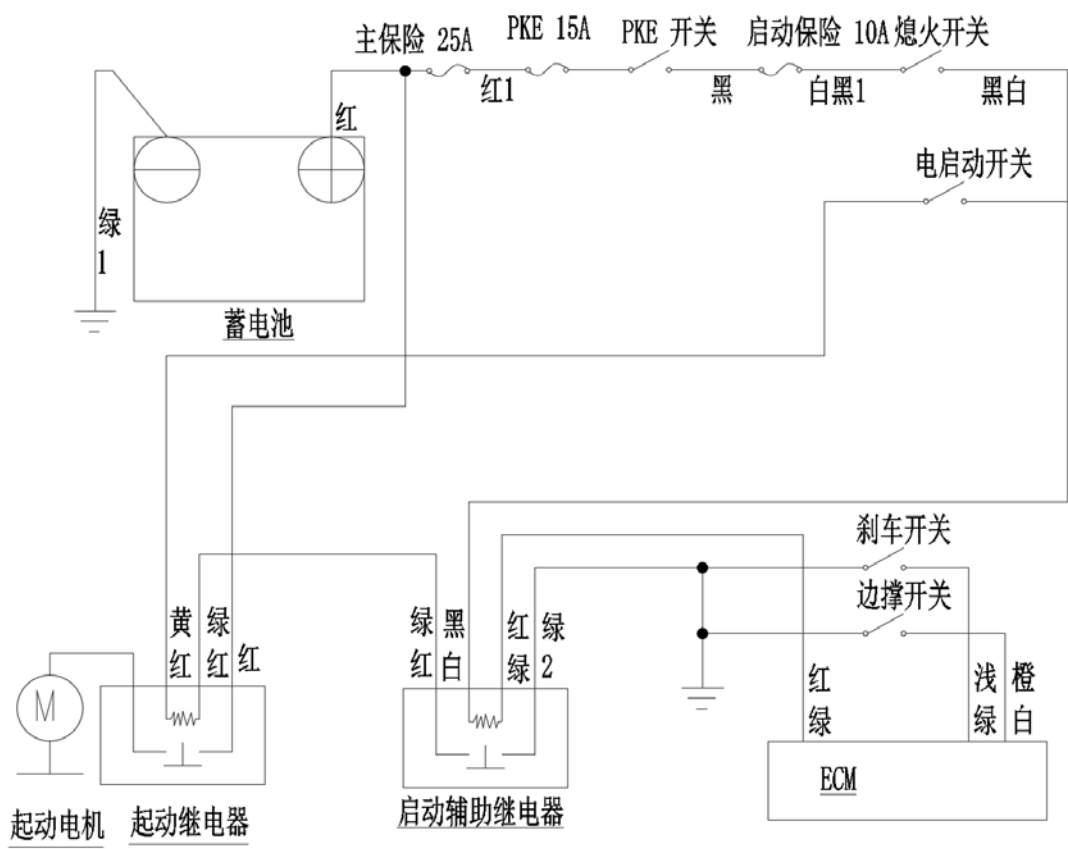 主保险 25A
PKE 15A
PKE 开关
启动保险 10A
熄火开关
红
红1
黑
白黑1
黑白
电启动开关
绿1
蓄电池
刹车开关
边撑开关
黄红
绿红
红
绿红
黑白
红绿
绿2
红绿
浅绿
橙白
M
ECM
起动电机
起动继电器
启动辅助继电器